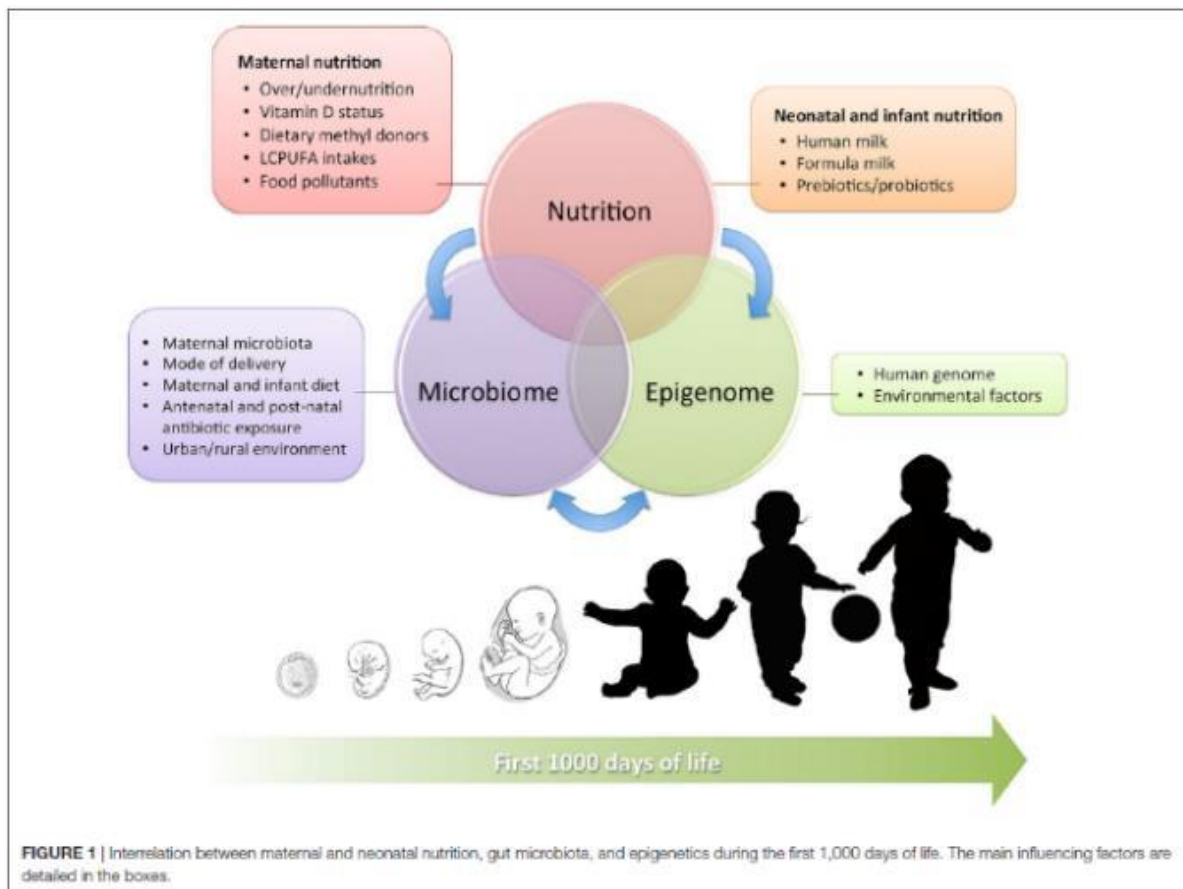 Maternal nutrition
• Over/undernutrition
• Vitamin D status
• Dietary methyl donors
• LCPUFA intakes
• Food pollutants
Neonatal and infant nutrition
• Human milk
• Formula milk
• Prebiotics/probiotics
Nutrition
• Maternal microbiota
• Mode of delivery
• Maternal and infant diet
• Antenatal and post-natal
antibiotic exposure
• Urban/rural environment
Microbiome
Epigenome
• Human genome
• Environmental factors
First 1000 days of life
FIGURE 1 | Interrelation between maternal and neonatal nutrition, gut microbiota, and epigenetics during the first 1,000 days of life. The main influencing factors are
detailed in the boxes.